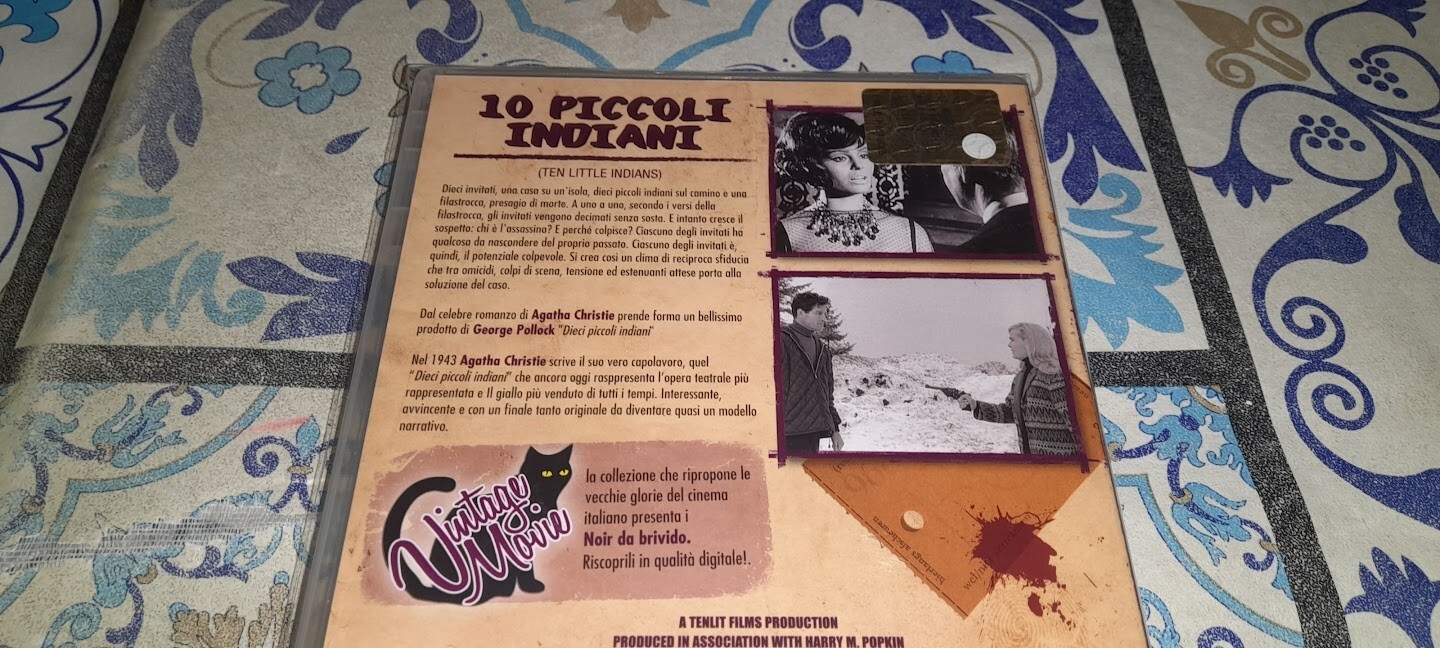 10 PICCOLI
INDIANI
(TEN LITTLE INDIANS)
Dieci invitati, una casa su un'isola, dieci piccoli indiani sul camino e una
filastrocca, presagio di morte. A uno a uno, secondo i versi della
filastrocca, gli invitati vengono decimati senza sosta. E intanto cresce il
sospetto: chi è l'assassino? E perché colpisce? Ciascuno degli invitati ha
qualcosa da nascondere del proprio passato. Ciascuno degli invitati è,
quindi, il potenziale colpevole. Si crea così un clima di reciproca sfiducia
che tra omicidi, colpi di scena, tensione ed estenuanti attese porta alla
soluzione del caso.
Dal celebre romanzo di Agatha Christie prende forma un bellissimo
prodotto di George Pollock "Dieci piccoli indiani"
Nel 1943 Agatha Christie scrive il suo vero capolavoro, quel
"Dieci piccoli indiani" che ancora oggi rasppresenta l'opera teatrale più
rappresentata e Il giallo più venduto di tutti i tempi. Interessante,
avvincente e con un finale tanto originale da diventare quasi un modello
narrativo.
Vintage
Movie
la collezione che ripropone le
vecchie glorie del cinema
italiano presenta i
Noir da brivido.
Riscoprili in qualità digitale!.
A TENLIT FILMS PRODUCTION
PRODUCED IN ASSOCIATION WITH HARRY M. POPKIN